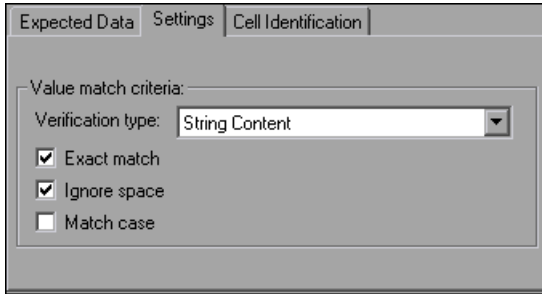 Expected Data Settings Cell Identification
Value match criteria:
Verification type: String Content
Exact match
Ignore space
Match case